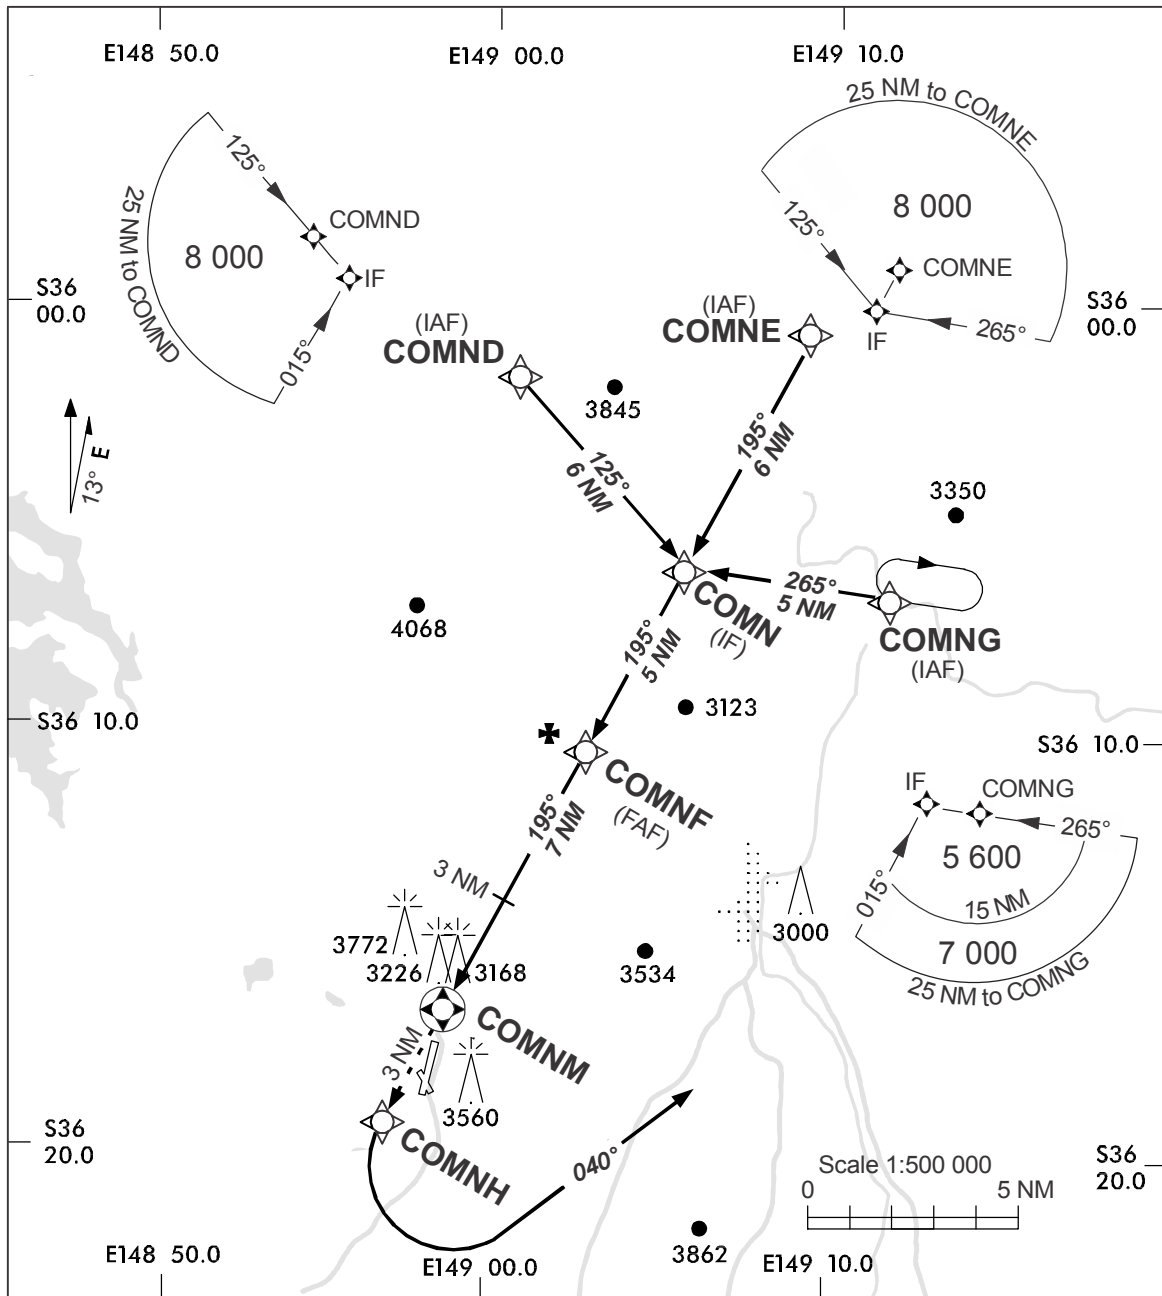 E148 50.0
E149 00.0
E149 10.0
25 NM to COMNE
125°
8 000
COMNE
IF
265°
125°
COMND
25 NM to COMND
8 000
IF
015°
S36
00.0
S36
00.0
(IAF)
COMND
(IAF)
COMNE
3845
13° E
125°
6 NM
195°
6 NM
3350
265°
5 NM
COMN
(IF)
COMNG
(IAF)
4068
195°
5 NM
3123
S36 10.0
S36 10.0
COMNF
(FAF)
195°
7 NM
3 NM
IF
COMNG
265°
5 600
015°
15 NM
7 000
25 NM to COMNG
3772
3226
3168
3534
3000
COMNM
3 NM
3560
COMNH
040°
S36
20.0
S36
20.0
Scale 1:500 000
0
5 NM
3862
E148 50.0
E149 00.0
E149 10.0